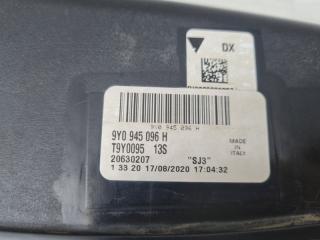 DX
9Y0 945 096 H
9Y0 945 096 H
T9Y0095 13S
MADE
IN
ITALY
20630207 "SJ3"
1 33 20 17/08/2020 17:04:32